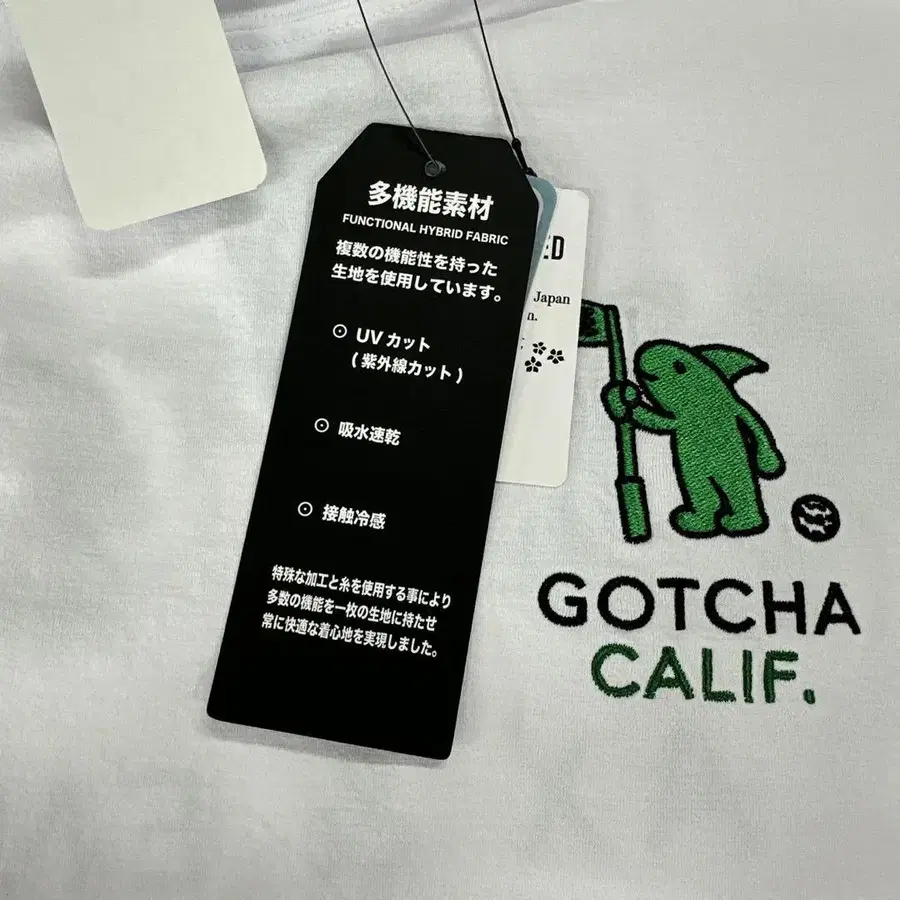 多機能素材
FUNCTIONAL HYBRID FABRIC
複数の機能性を持った
生地を使用しています。
UV カット
( 紫外線カット )
吸水速乾
接触冷感
特殊な加工と糸を使用する事により
多数の機能を一枚の生地に持たせ
常に快適な着心地を実現しました。
Japan
GOTCHA
CALIF.